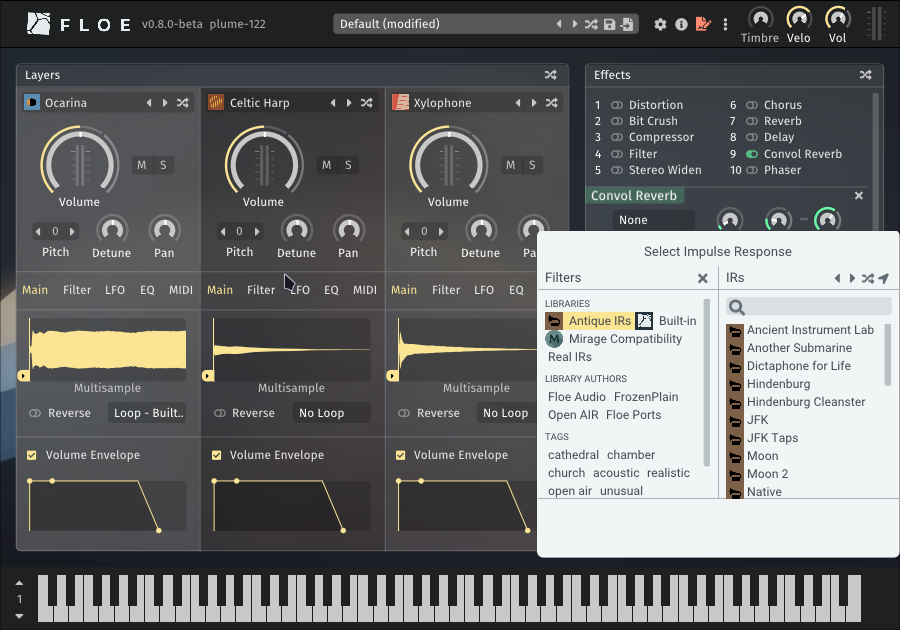 FLOE v0.8.0-beta plume-122
Default (modified)
Timbre Velo Vol
Layers
Ocarina
M S
Volume
0
Pitch Detune Pan
Main Filter LFO EQ MIDI
Multisample
Reverse Loop - Built..
Volume Envelope
Celtic Harp
M S
Volume
0
Pitch Detune Pan
Main Filter LFO EQ MIDI
Multisample
Reverse No Loop
Volume Envelope
Xylophone
M S
Volume
0
Pitch Detune Pa
Main Filter LFO EQ
Multisample
Reverse No Loop
Volume Envelope
Effects
1 Distortion
2 Bit Crush
3 Compressor
4 Filter
5 Stereo Widen
6 Chorus
7 Reverb
8 Delay
9 Convol Reverb
10 Phaser
Convol Reverb
None
Select Impulse Response
Filters
LIBRARIES
Antique IRs Built-in
M Mirage Compatibility
Real IRs
LIBRARY AUTHORS
Floe Audio FrozenPlain
Open AIR Floe Ports
TAGS
cathedral chamber
church acoustic realistic
open air unusual
IRs
Ancient Instrument Lab
Another Submarine
Dictaphone for Life
Hindenburg
Hindenburg Cleanster
JFK
JFK Taps
Moon
Moon 2
Native
1